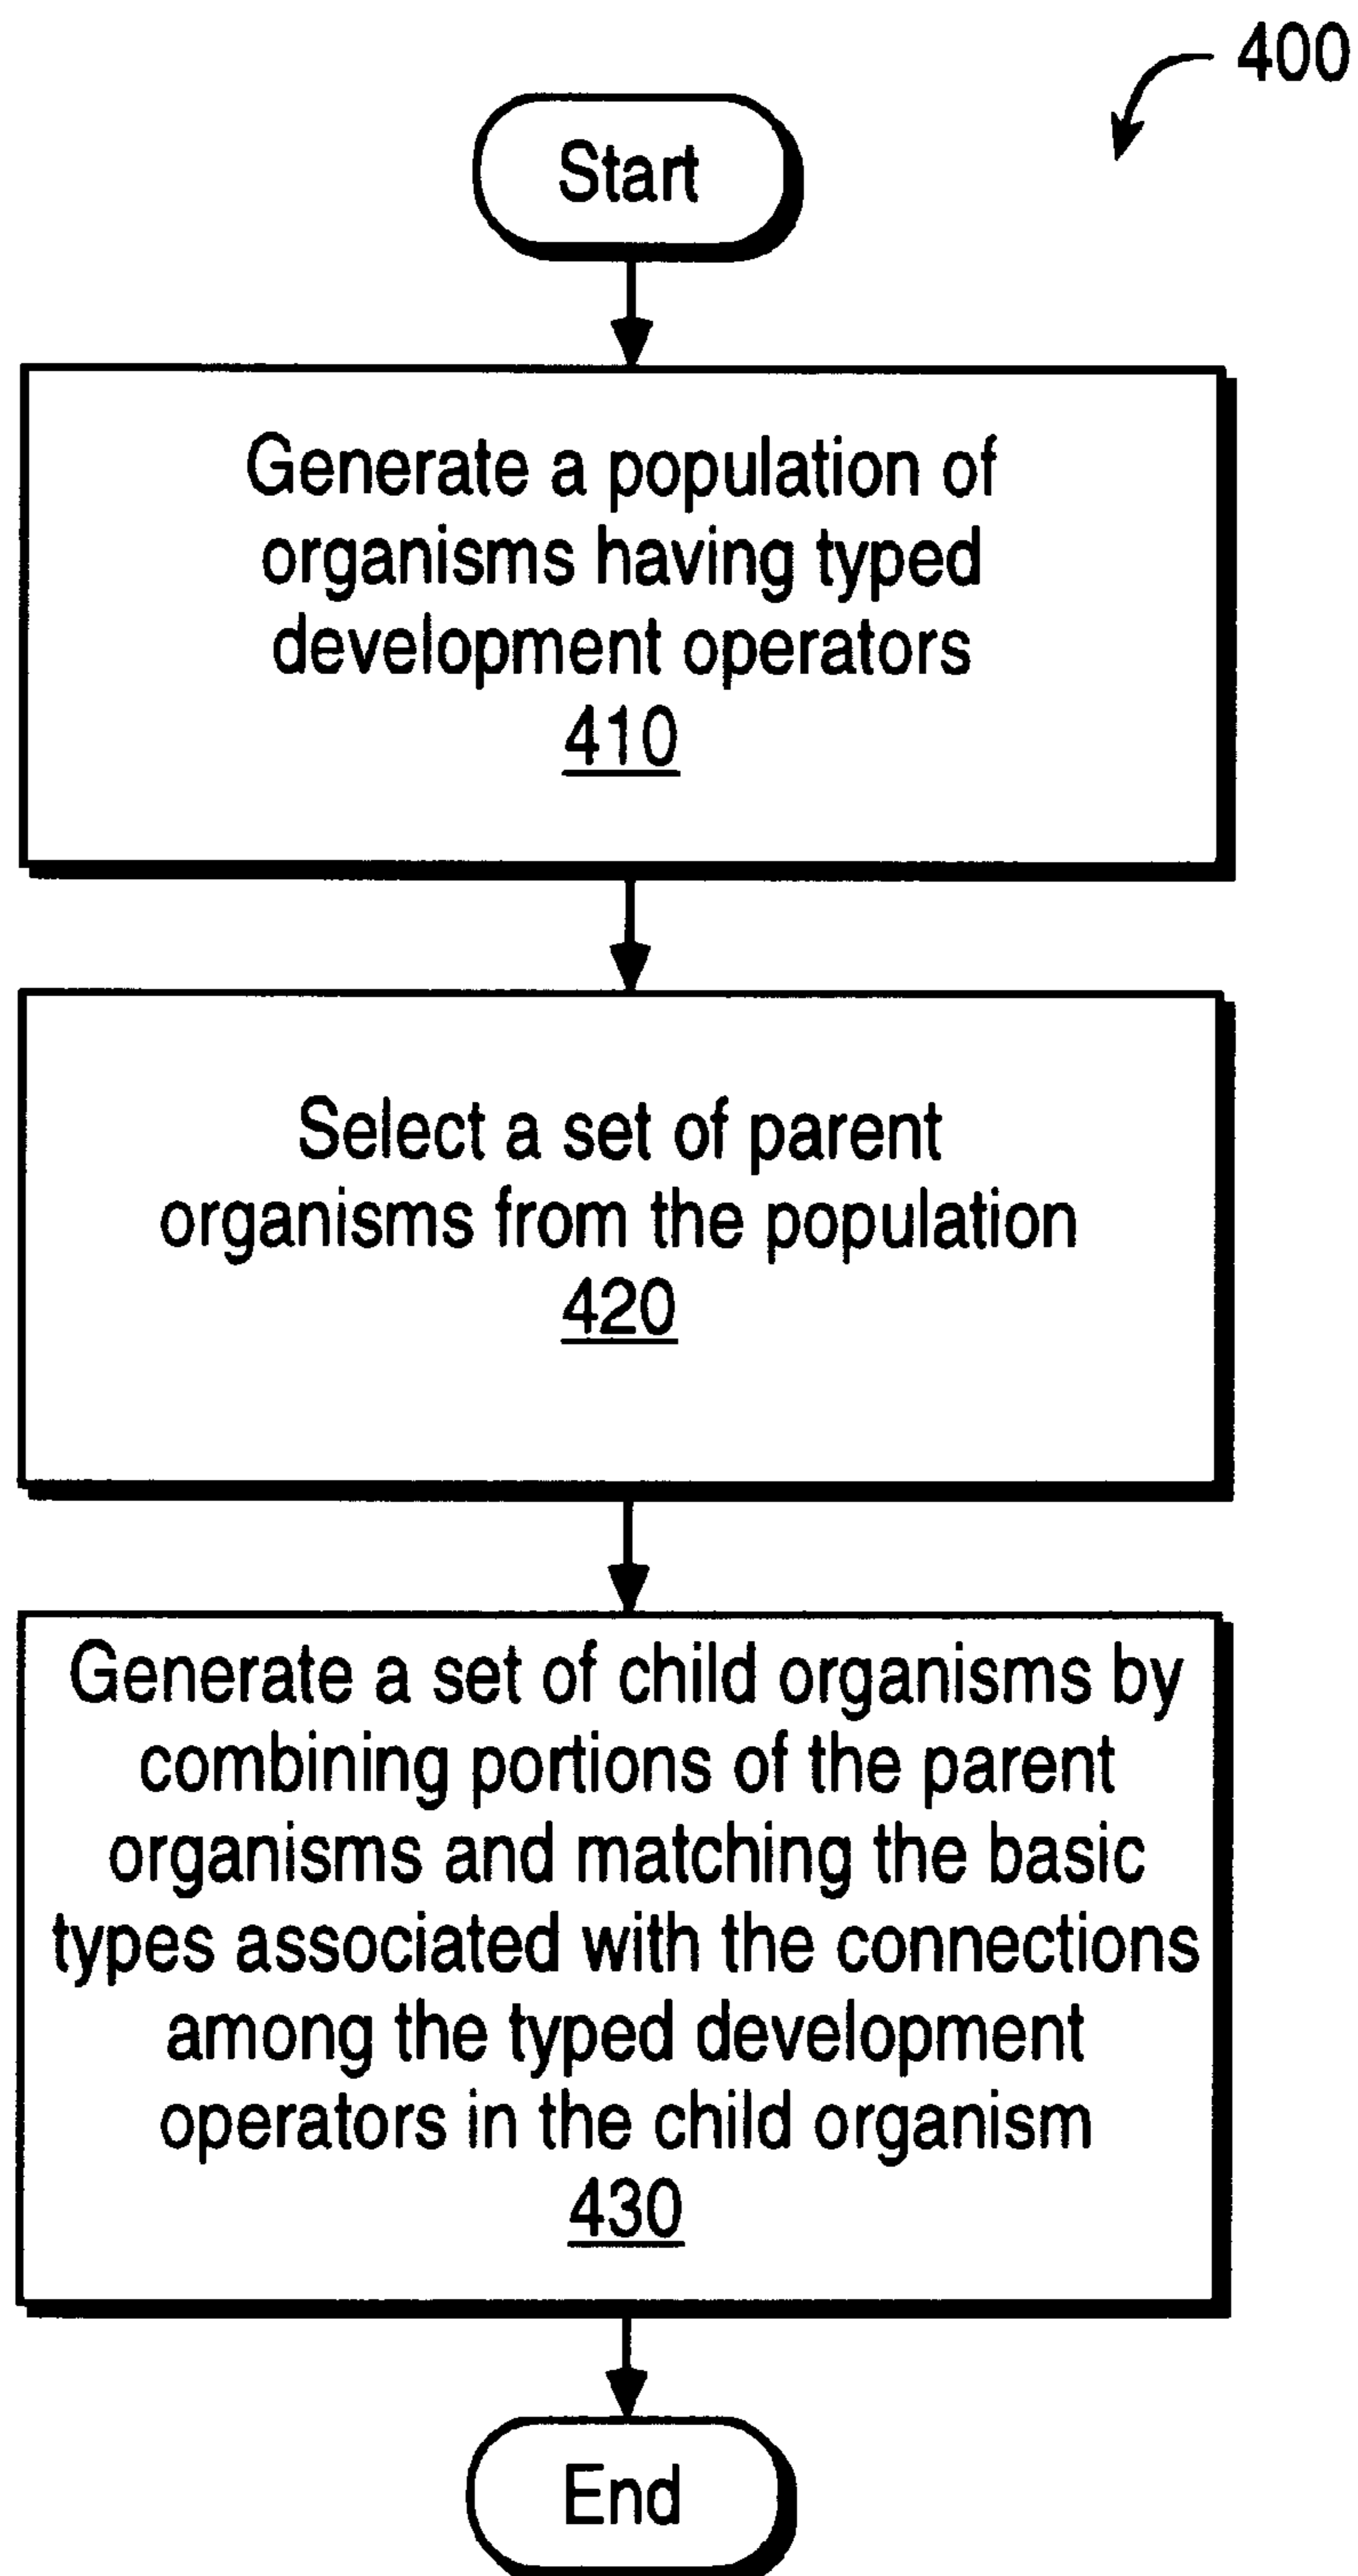 400
Start
Generate a population of
organisms having typed
development operators
410
Select a set of parent
organisms from the population
420
Generate a set of child organisms by
combining portions of the parent
organisms and matching the basic
types associated with the connections
among the typed development
operators in the child organism
430
End